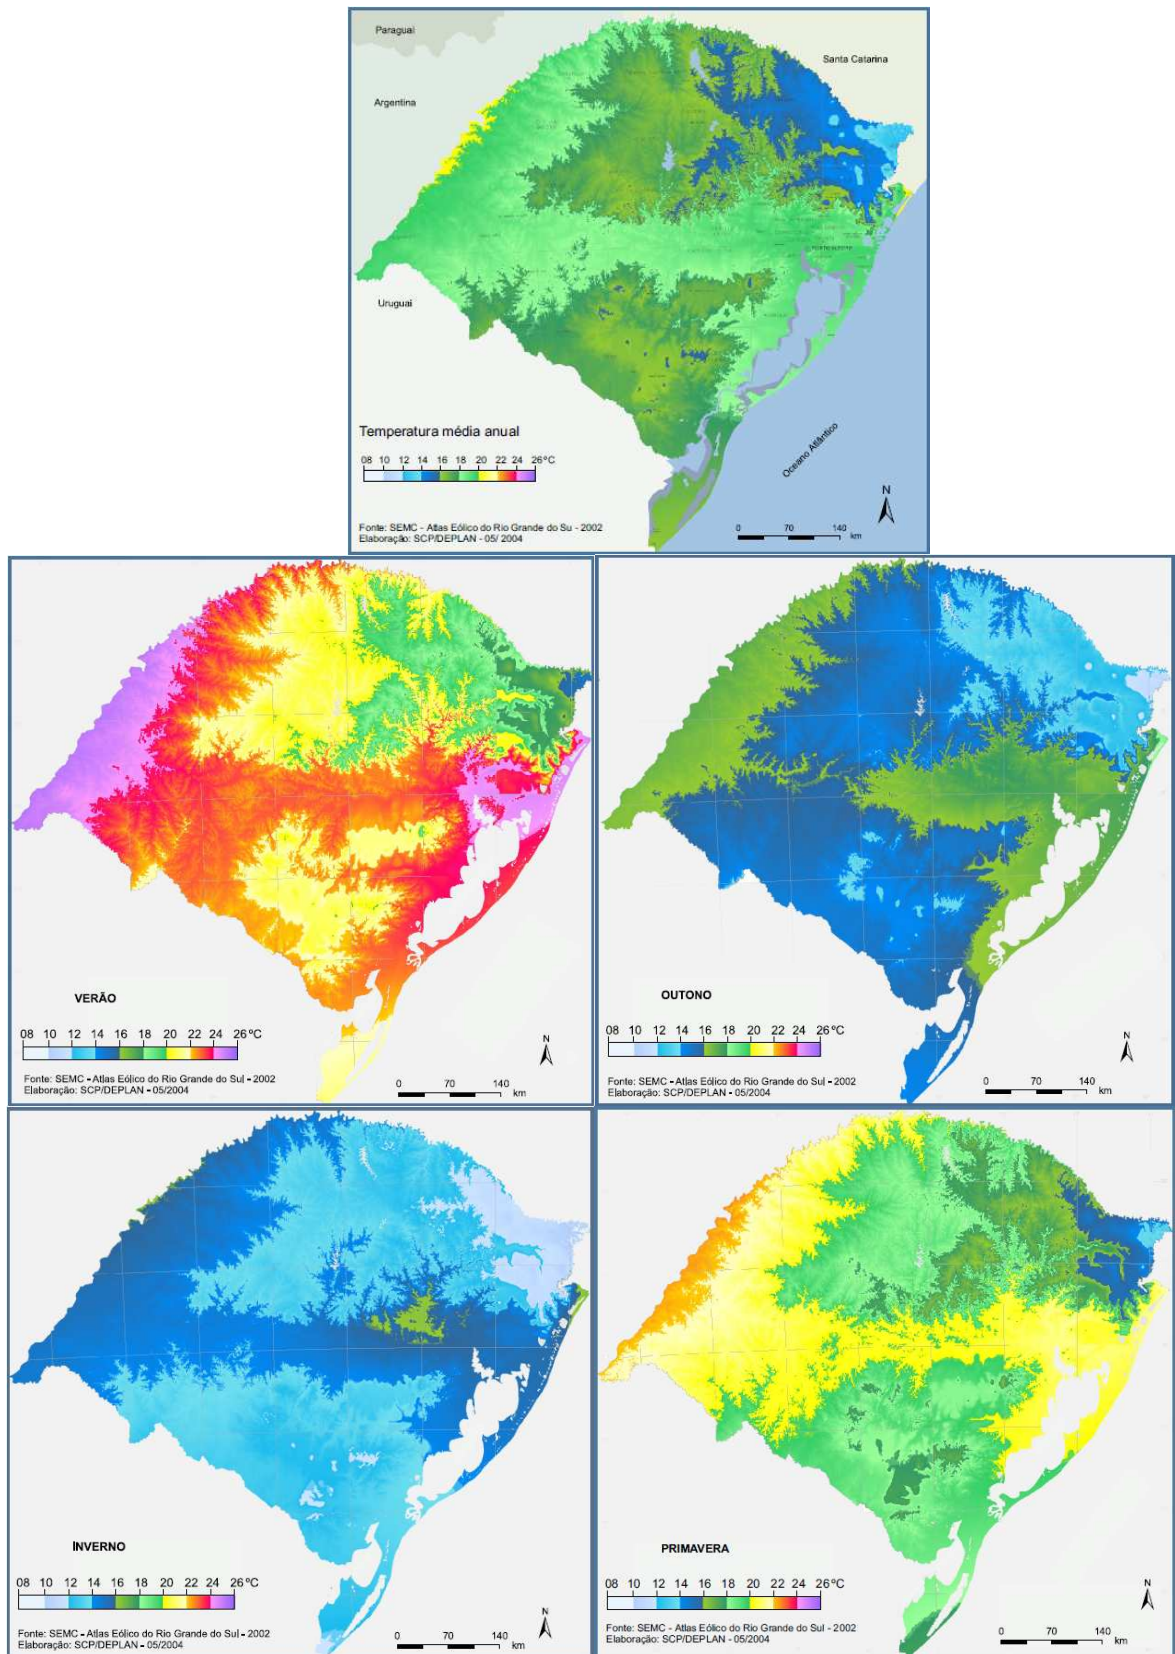 Paraguai
Santa Catarina
Argentina
Uruguai
Temperatura média anual
08 10 12 14 16 18 20 22 24 26°C
Oceano Atlântico
N
Fonte: SEMC - Atlas Eólico do Rio Grande do Su - 2002
Elaboração: SCP/DEPLAN - 05/ 2004
0 70 140
km
VERÃO
08 10 12 14 16 18 20 22 24 26°C
N
Fonte: SEMC - Atlas Eólico do Rio Grande do Sul - 2002
Elaboração: SCP/DEPLAN - 05/2004
0 70 140
km
OUTONO
08 10 12 14 16 18 20 22 24 26°C
N
Fonte: SEMC - Atlas Eólico do Rio Grande do Sul - 2002
Elaboração: SCP/DEPLAN - 05/2004
0 70 140
km
INVERNO
08 10 12 14 16 18 20 22 24 26°C
N
Fonte: SEMC - Atlas Eólico do Rio Grande do Sul - 2002
Elaboração: SCP/DEPLAN - 05/2004
0 70 140
km
PRIMAVERA
08 10 12 14 16 18 20 22 24 26°C
N
Fonte: SEMC - Atlas Eólico do Rio Grande do Sul - 2002
Elaboração: SCP/DEPLAN - 05/2004
0 70 140
km